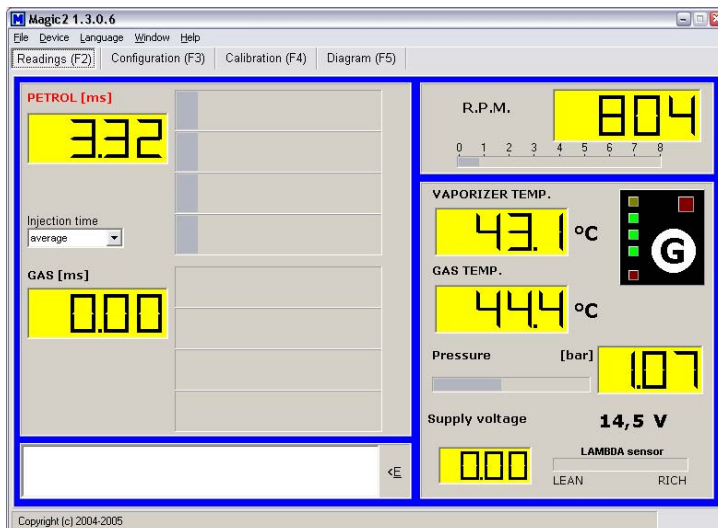 Magic2 1.3.0.6
File Device Language Window Help
Readings (F2) Configuration (F3) Calibration (F4) Diagram (F5)
PETROL [ms]
3.32
Injection time
average
GAS [ms]
0.00
<E
R.P.M.
804
0 1 2 3 4 5 6 7 8
VAPORIZER TEMP.
43.1 ºC
G
GAS TEMP.
44.4 ºC
Pressure [bar]
1.07
Supply voltage 14,5 V
0.00
LAMBDA sensor
LEAN RICH
Copyright (c) 2004-2005